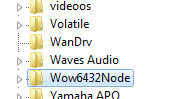 videoos
Volatile
WanDrv
Waves Audio
Wow6432Node
Yamaha APO